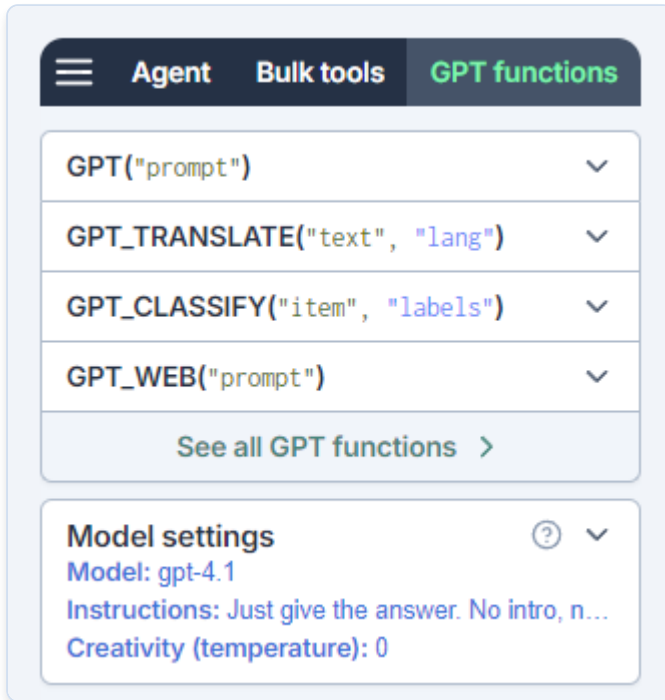 Agent Bulk tools GPT functions
GPT("prompt")
GPT_TRANSLATE("text", "lang")
GPT_CLASSIFY("item", "labels")
GPT_WEB("prompt")
See all GPT functions
Model settings
Model: gpt-4.1
Instructions: Just give the answer. No intro, n...
Creativity (temperature): 0